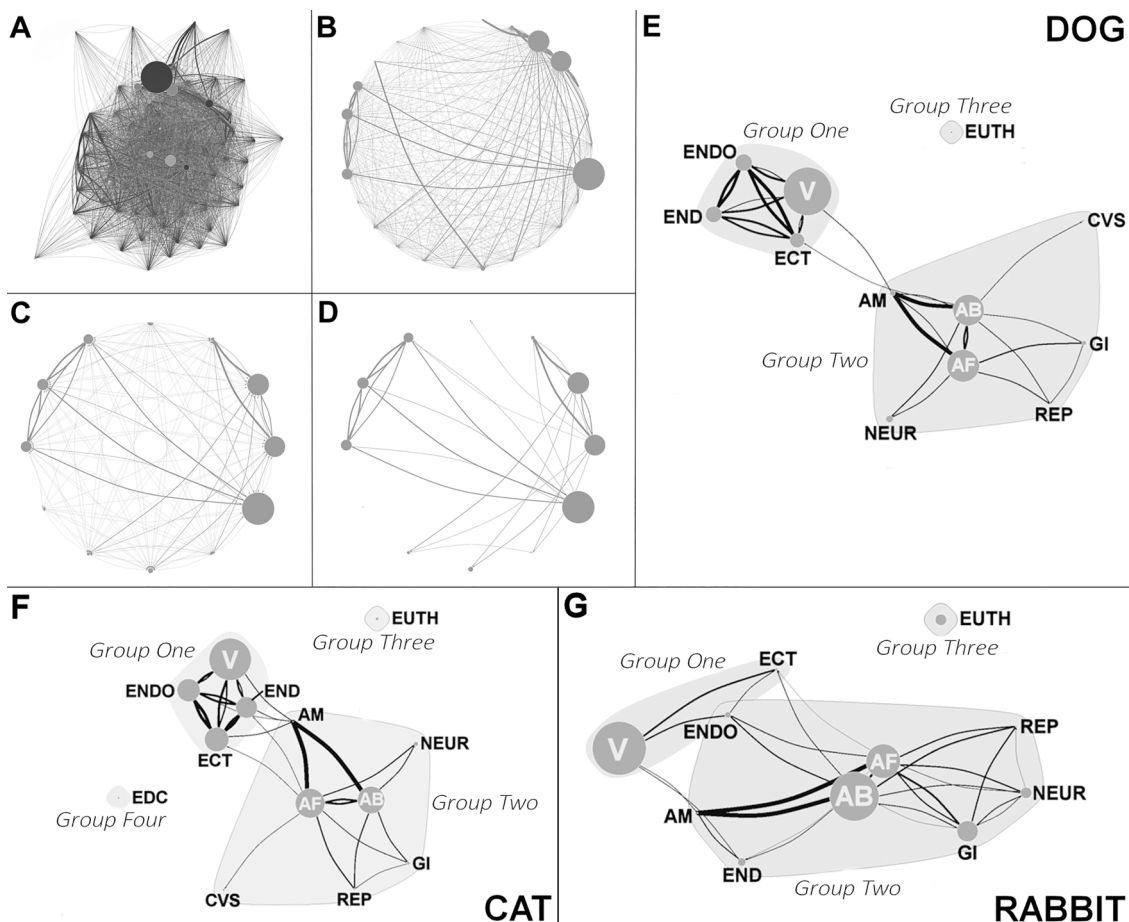 A
B
C
D
E
DOG
Group Three
EUTH
Group One
ENDO
V
END
ECT
CVS
AM
AB
GI
Group Two
AF
REP
NEUR
F
EUTH
Group Three
Group One
V
ENDO
END
AM
ECT
NEUR
EDC
Group Four
AF
AB
Group Two
GI
CVS
REP
CAT
G
EUTH
Group Three
Group One
ECT
ENDO
REP
V
AF
AB
NEUR
AM
GI
END
Group Two
RABBIT